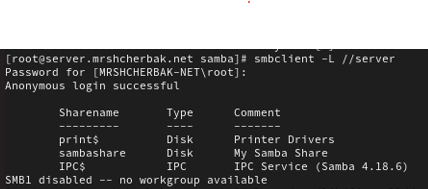 [root@server.mrshcherbak.net samba]# smbclient -L //server
Password for [MRSHCHERBAK-NET\root]:
Anonymous login successful
Sharename Type Comment
--------- ---- -------
print$ Disk Printer Drivers
sambashare Disk My Samba Share
IPC$ IPC IPC Service (Samba 4.18.6)
SMB1 disabled -- no workgroup available